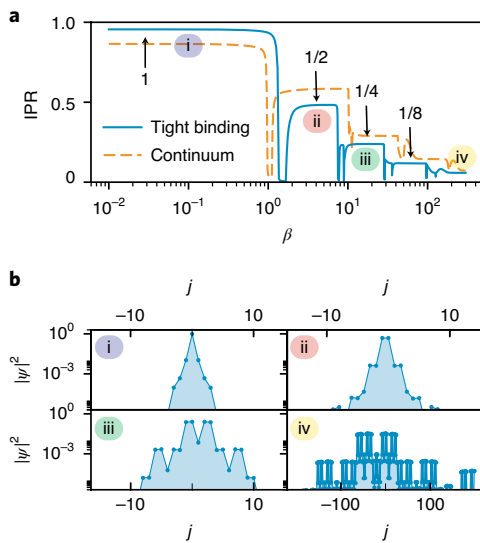 a
1.0
0.5
0
IPR
1
i
1/2
ii
1/4
iii
1/8
iv
Tight binding
Continuum
10⁻² 10⁻¹ 10⁰ 10¹ 10²
β
b
j j
−10 10 −10 10
10⁰
10⁻³
|ψ|²
i ii
10⁰
10⁻³
|ψ|²
iii iv
−10 10 −100 100
j j